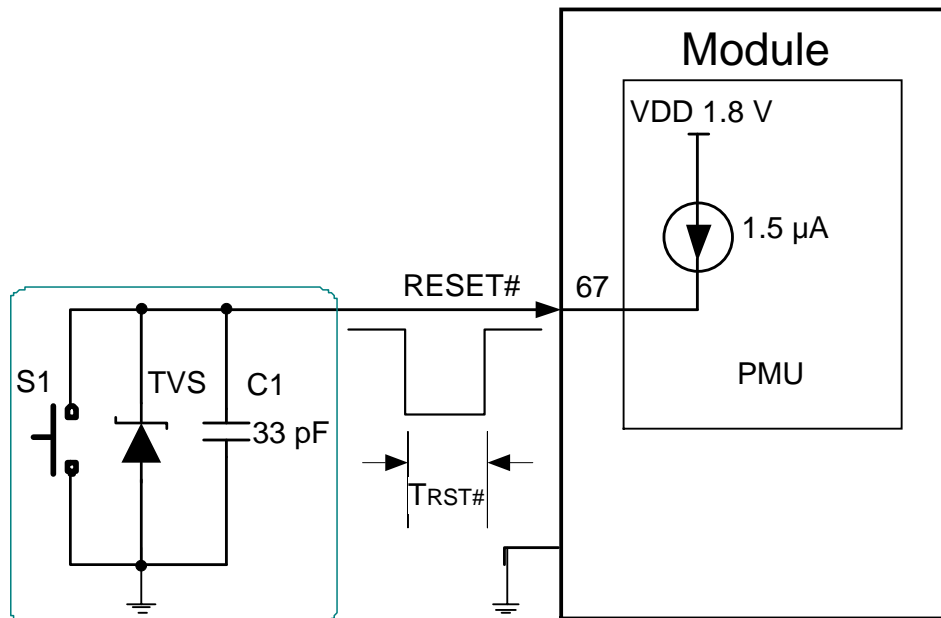 Module
VDD 1.8 V
1.5 µA
RESET#
67
PMU
S1
TVS
C1
33 pF
TRST#